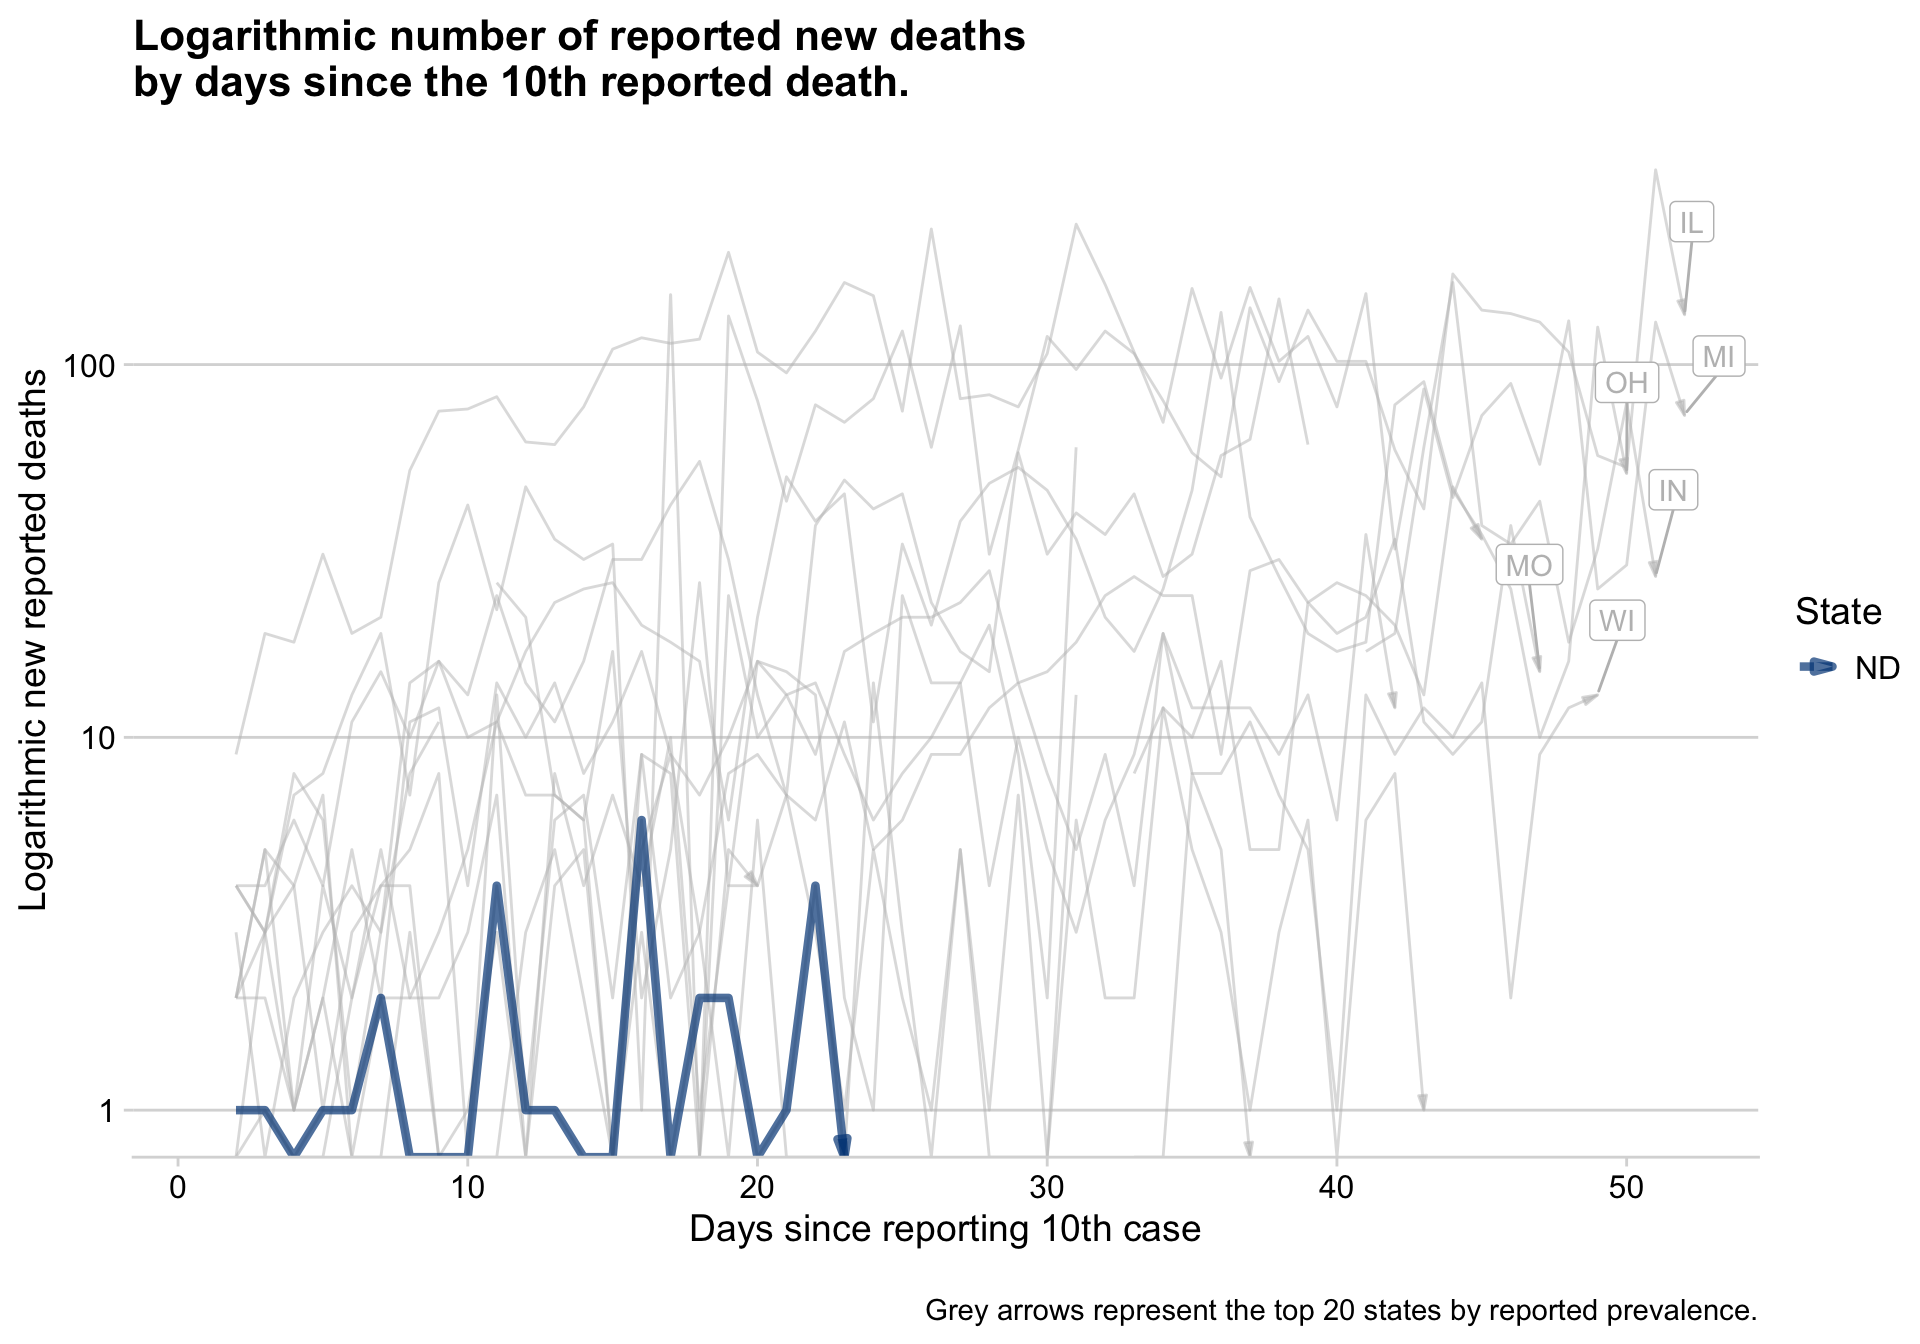 Logarithmic number of reported new deaths
by days since the 10th reported death.
Logarithmic new reported deaths
100
10
1
IL
MI
OH
IN
MO
WI
State
ND
0 10 20 30 40 50
Days since reporting 10th case
Grey arrows represent the top 20 states by reported prevalence.